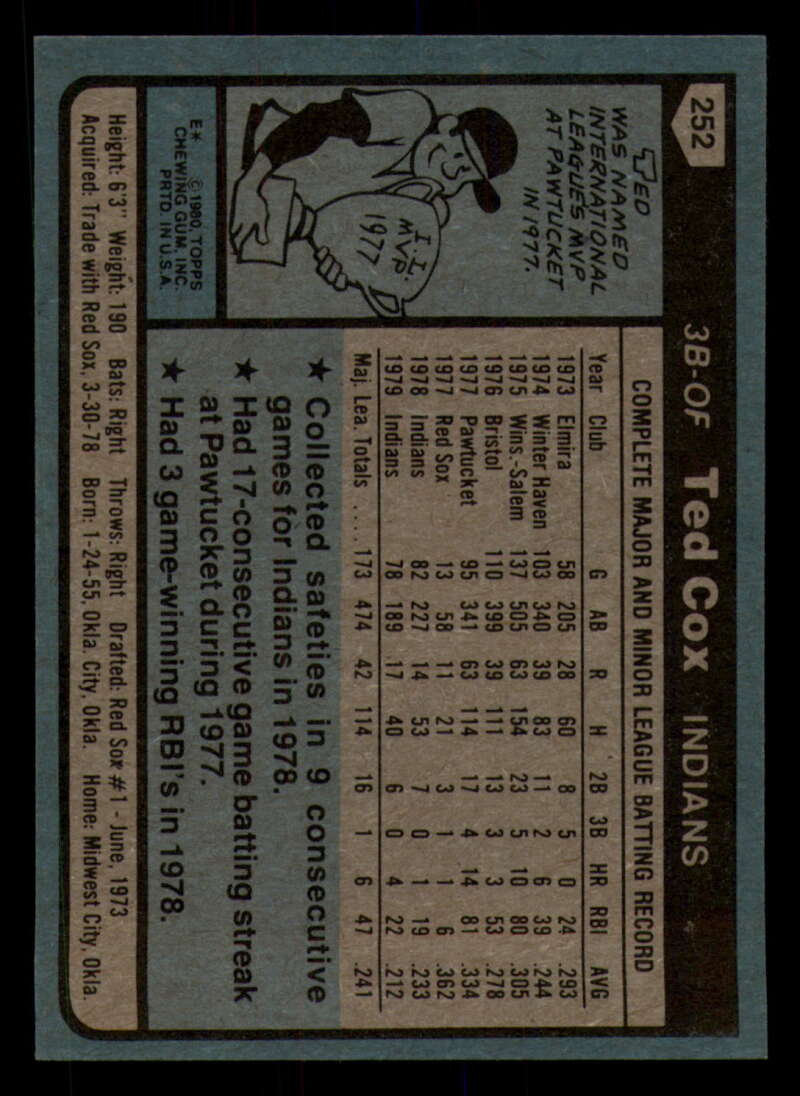 252
3B-OF Ted Cox INDIANS
TED
WAS NAMED
INTERNATIONAL
LEAGUE'S MVP
AT PAWTUCKET
IN 1977.
I.L.
MVP
1977
E* © 1980, TOPPS
CHEWING GUM, INC.
PRTD. IN U.S.A.
COMPLETE MAJOR AND MINOR LEAGUE BATTING RECORD
Year Club G AB R H 2B 3B HR RBI AVG
1973 Elmira 58 205 28 60 8 5 0 24 .293
1974 Winter Haven 103 340 39 83 11 2 6 39 .244
1975 Wins.-Salem 137 505 63 154 23 5 10 80 .305
1976 Bristol 110 399 39 111 13 3 3 53 .278
1977 Pawtucket 95 341 63 114 17 4 14 81 .334
1977 Red Sox 13 58 11 21 3 1 1 6 .362
1978 Indians 82 227 14 53 7 0 1 19 .233
1979 Indians 78 189 17 40 6 0 4 22 .212
Maj. Lea. Totals .... 173 474 42 114 16 1 6 47 .241
★ Collected safeties in 9 consecutive
games for Indians in 1978.
★ Had 17-consecutive game batting streak
at Pawtucket during 1977.
★ Had 3 game-winning RBI's in 1978.
Height: 6'3" Weight: 190 Bats: Right Throws: Right Drafted: Red Sox #1 - June, 1973
Acquired: Trade with Red Sox, 3-30-78 Born: 1-24-55, Okla. City, Okla. Home: Midwest City, Okla.